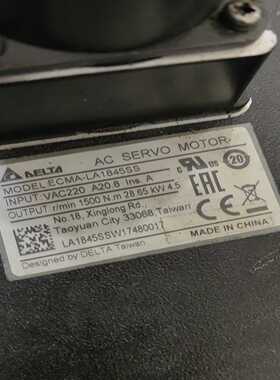 DELTA AC SERVO MOTOR
MODEL ECMA-LA1845SS
INPUT VAC220 A20.8 Ins. A
OUTPUT r/min 1500 N.m 28.65 kW 4.5
No.18, Xinglong Rd.,
Taoyuan City 33068,Taiwan
LA1845SSW17480017
Designed by DELTA Taiwan
c RU us
20
EAC
CE
MADE IN CHINA